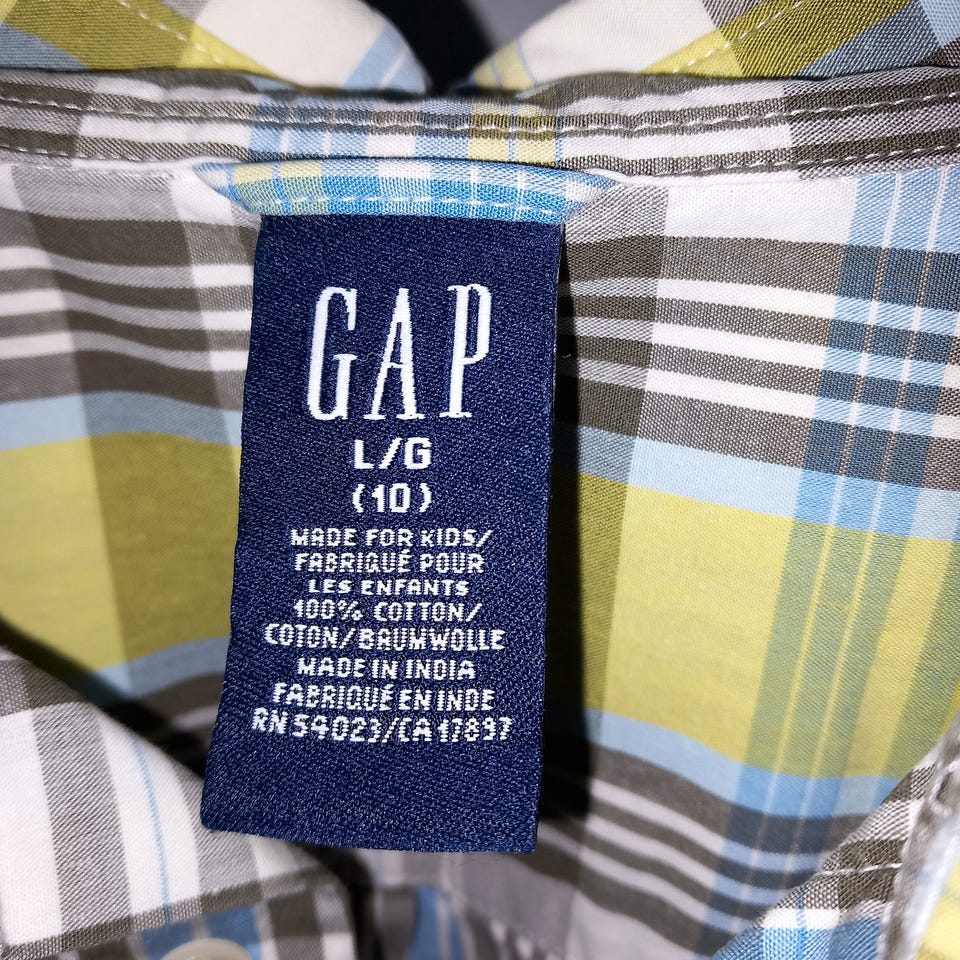 GAP
L/G
(10)
MADE FOR KIDS/
FABRIQUÉ POUR
LES ENFANTS
100% COTTON/
COTON/BAUMWOLLE
MADE IN INDIA
FABRIQUÉ EN INDE
RN 54023/CA 17897